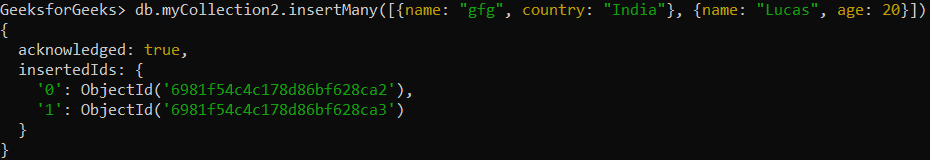 GeeksforGeeks> db.myCollection2.insertMany([{name: "gfg", country: "India"}, {name: "Lucas", age: 20}])
{
  acknowledged: true,
  insertedIds: {
    '0': ObjectId('6981f54c4c178d86bf628ca2'),
    '1': ObjectId('6981f54c4c178d86bf628ca3')
  }
}